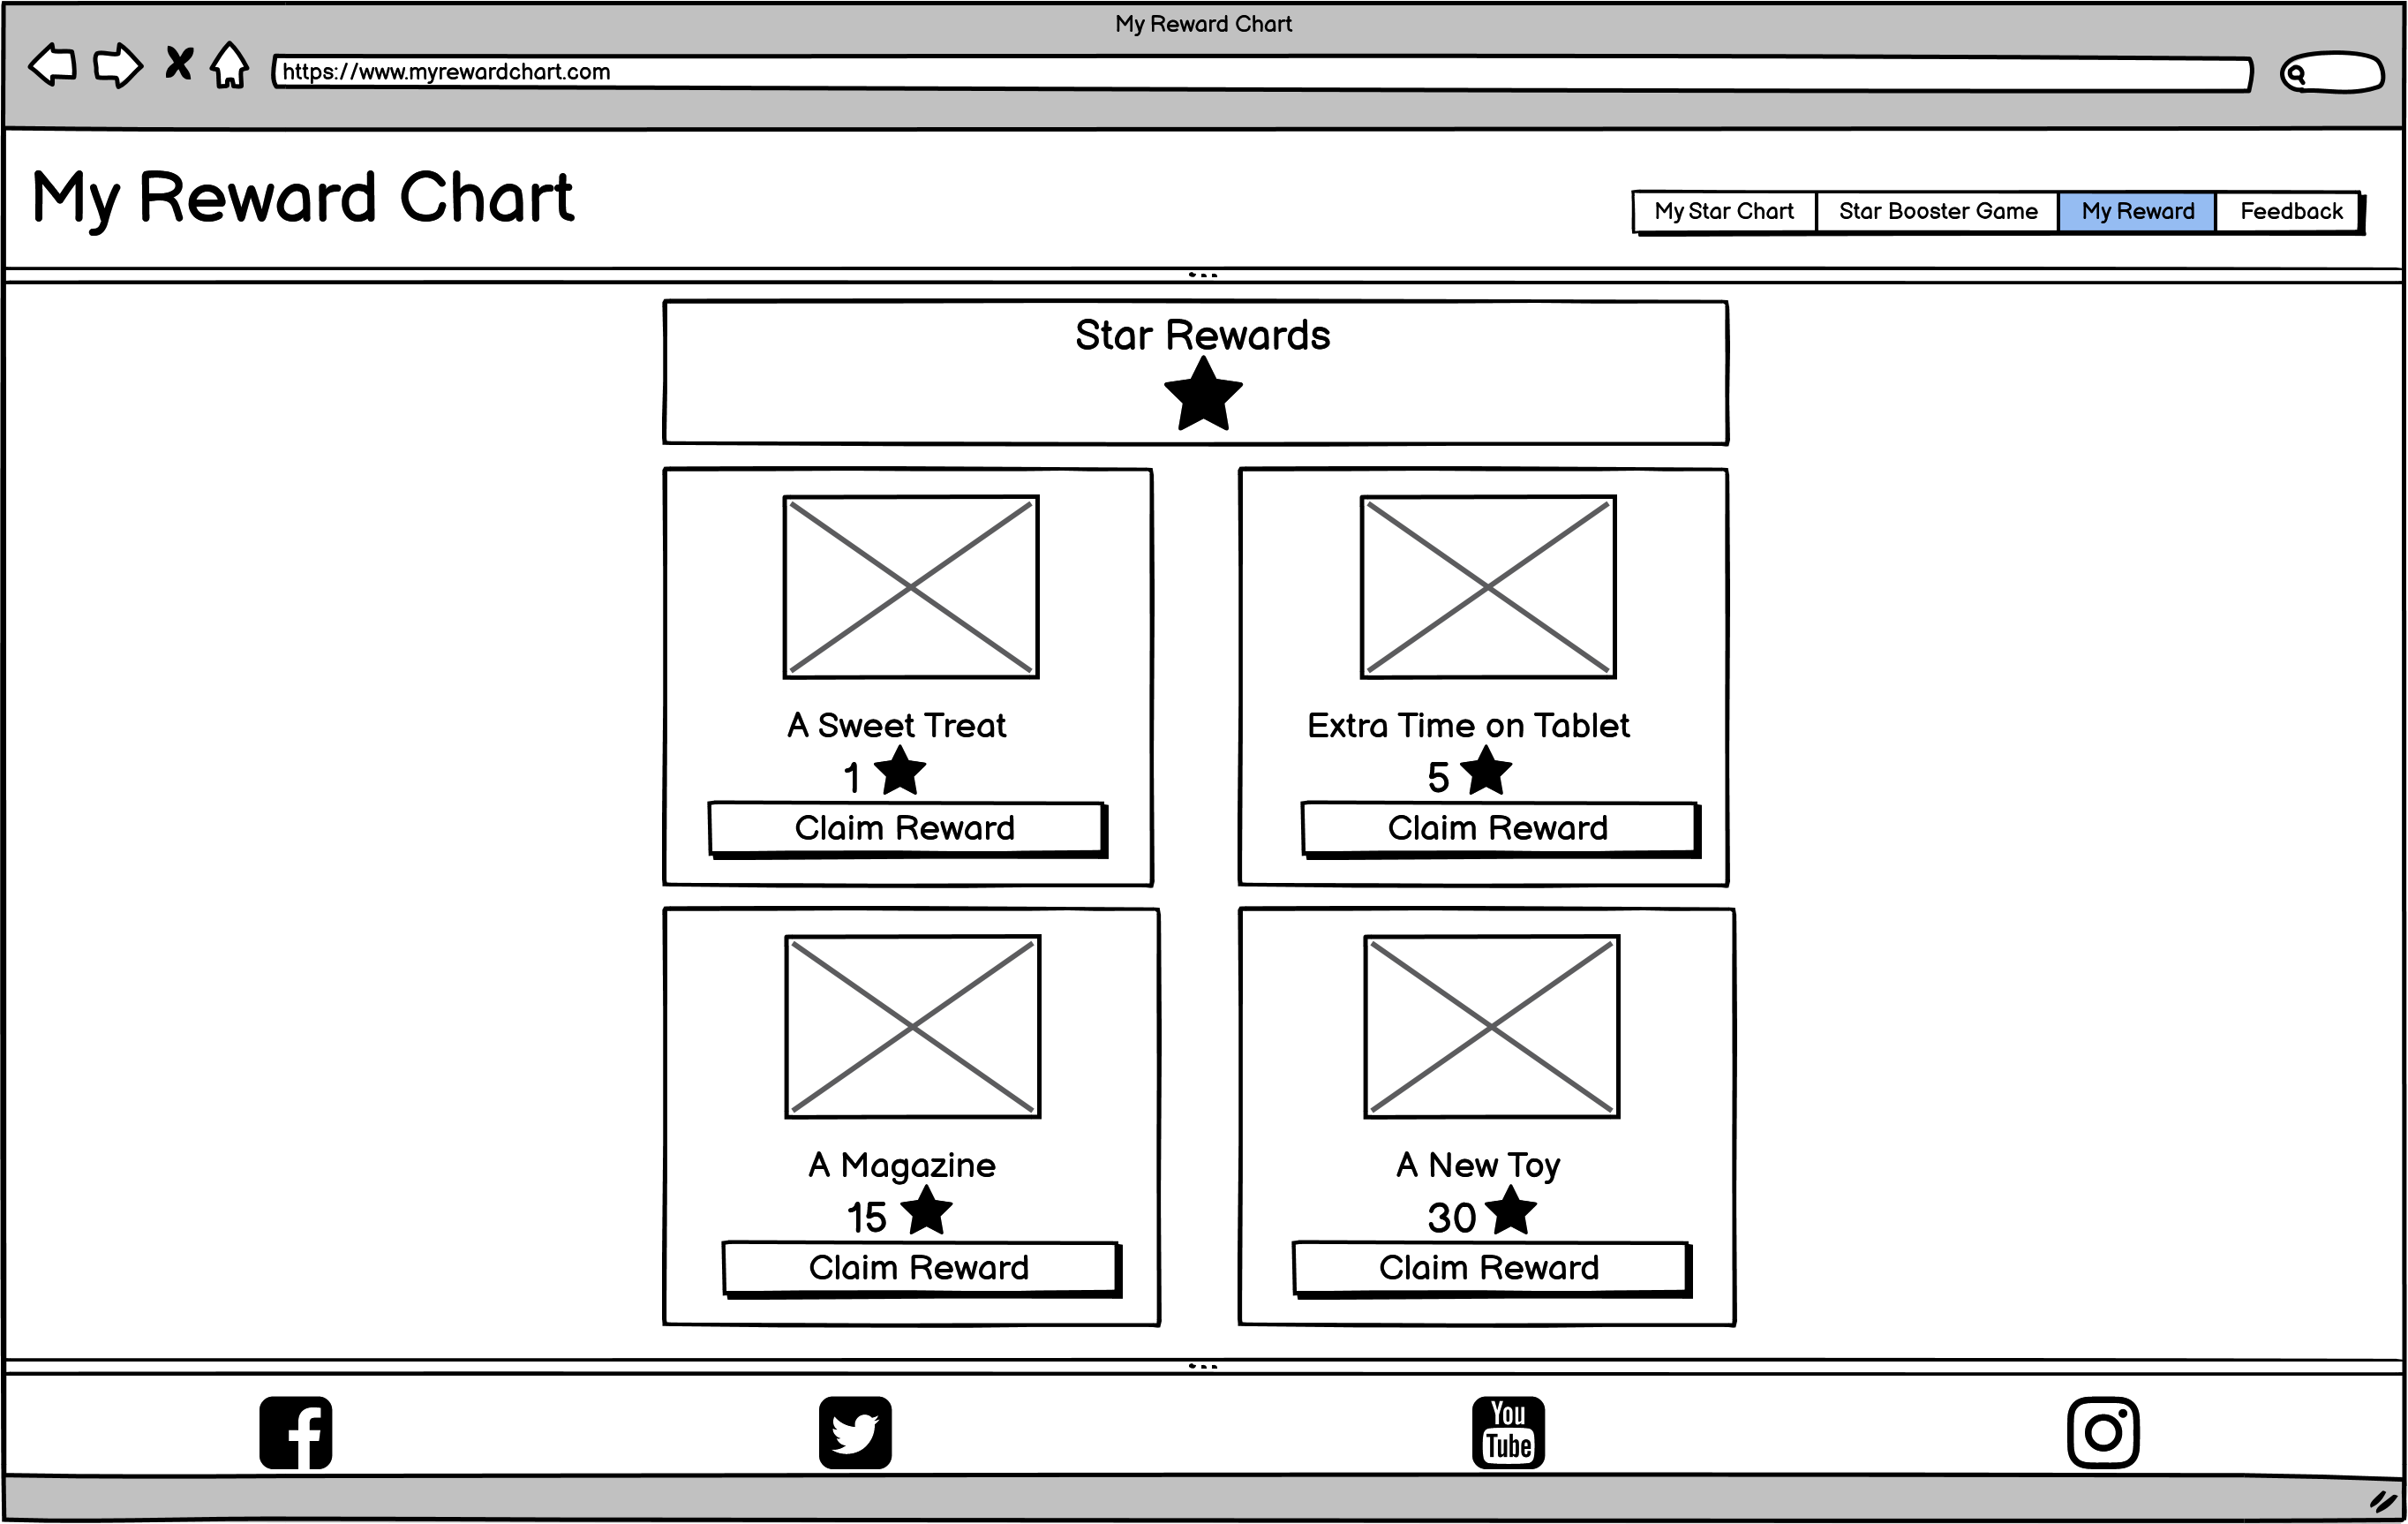 My Reward Chart
https://www.myrewardchart.com
My Reward Chart
My Star Chart Star Booster Game My Reward Feedback
Star Rewards
A Sweet Treat
1
Claim Reward
Extra Time on Tablet
5
Claim Reward
A Magazine
15
Claim Reward
A New Toy
30
Claim Reward
You
Tube